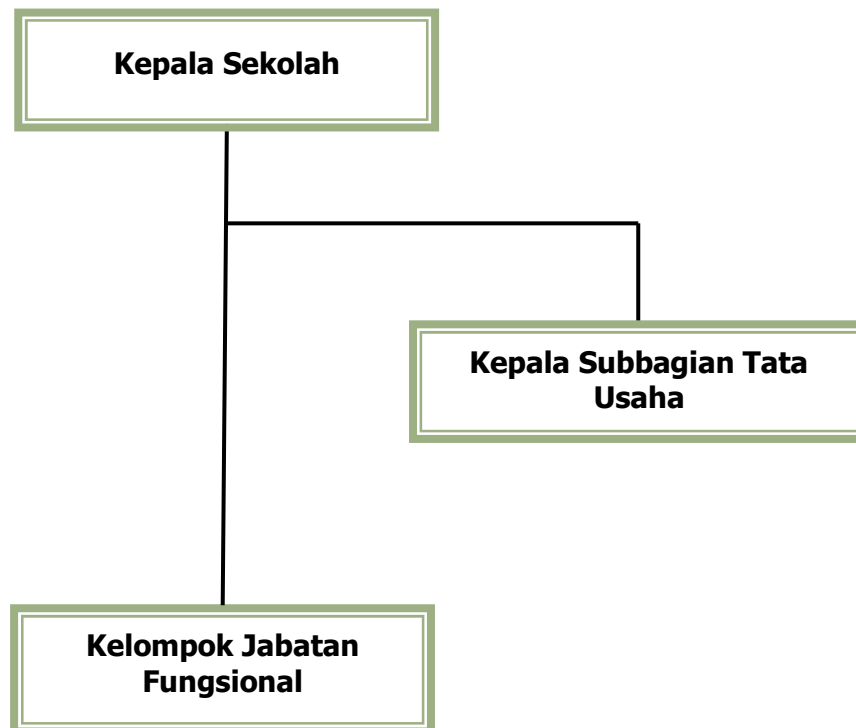 Kepala Sekolah
Kepala Subbagian Tata
Usaha
Kelompok Jabatan
Fungsional